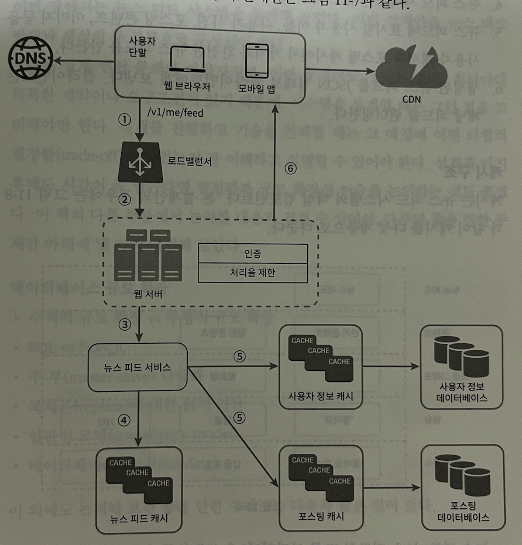 그림 11-7과 같다.
사용자
단말
DNS
웹 브라우저
모바일 앱
CDN
① /v1/me/feed
로드밸런서
⑥
②
인증
처리율 제한
웹 서버
③
뉴스 피드 서비스
⑤
CACHE
CACHE
CACHE
사용자 정보 캐시
사용자 정보
데이터베이스
④
⑤
CACHE
CACHE
CACHE
뉴스 피드 캐시
CACHE
CACHE
CACHE
포스팅 캐시
포스팅
데이터베이스